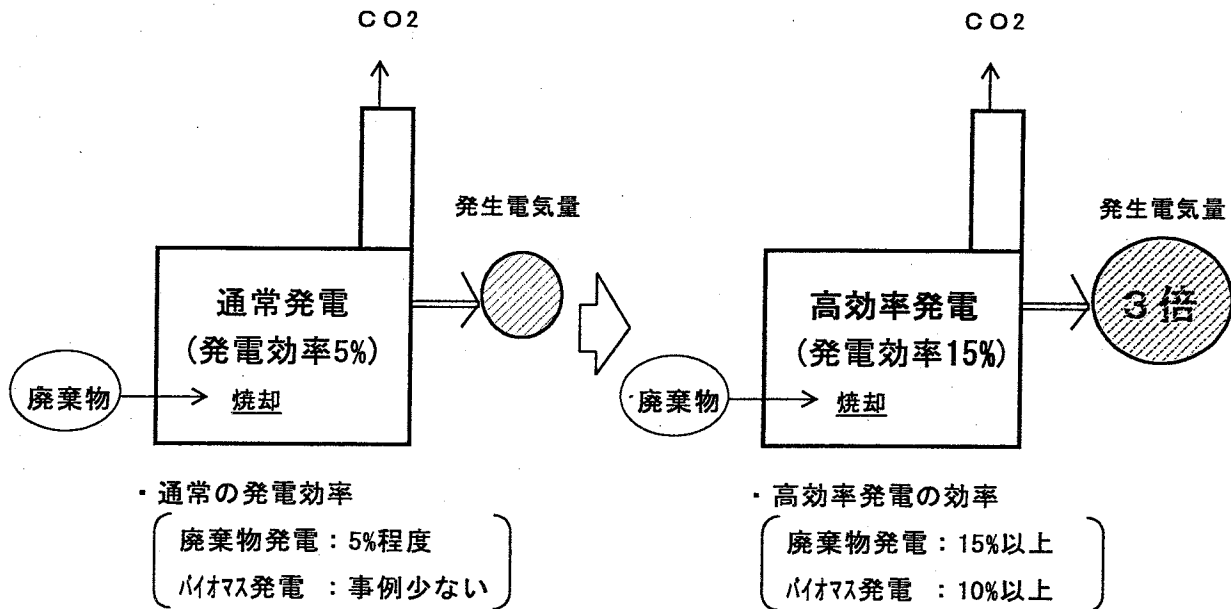 CO2
発生電気量
通常発電
(発電効率5%)
廃棄物
焼却
・通常の発電効率
廃棄物発電：5%程度
バイオマス発電：事例少ない
CO2
発生電気量
高効率発電
(発電効率15%)
3倍
廃棄物
焼却
・高効率発電の効率
廃棄物発電：15%以上
バイオマス発電：10%以上